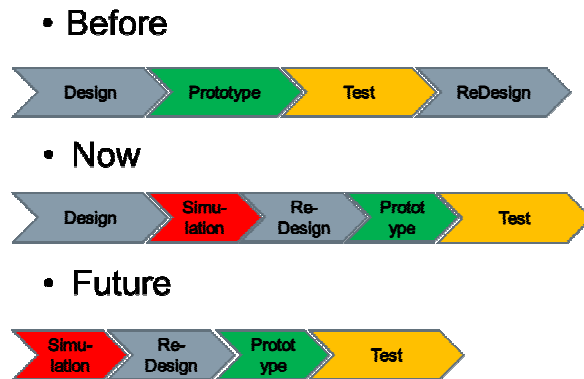 • Before
Design Prototype Test ReDesign
• Now
Design Simu- Re- Protot Test
lation Design ype
• Future
Simu- Re- Protot Test
lation Design ype